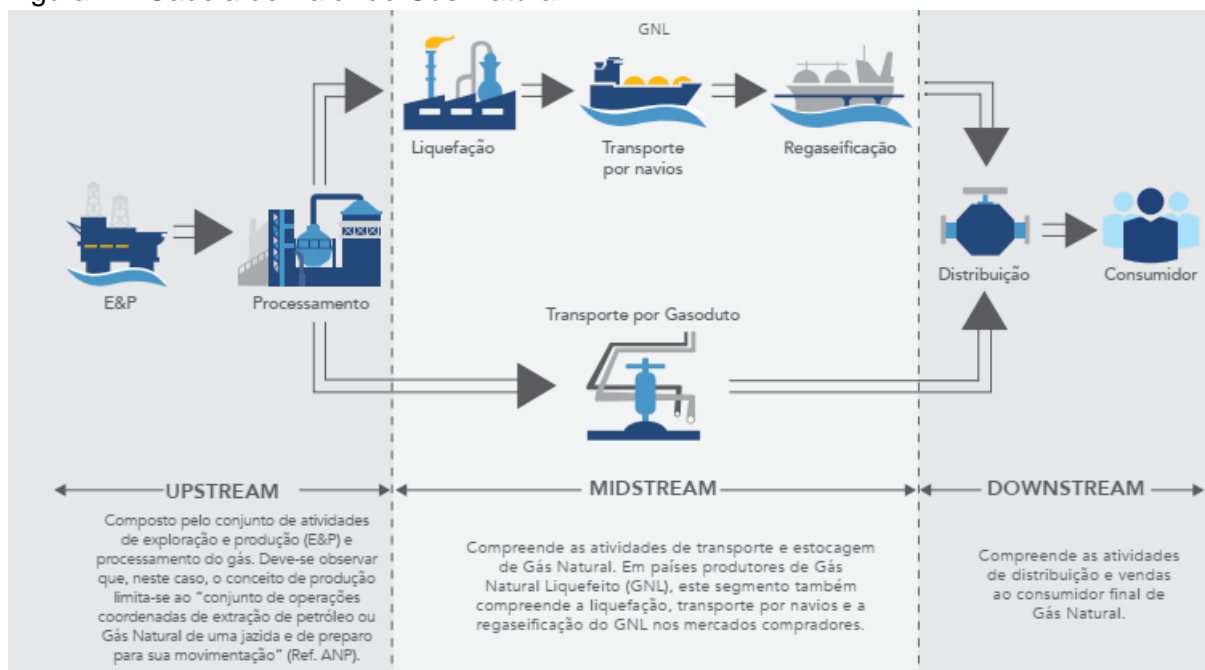 GNL
Liquefação
Transporte
por navios
Regaseificação
E&P
Processamento
Distribuição
Consumidor
Transporte por Gasoduto
UPSTREAM
Composto pelo conjunto de atividades
de exploração e produção (E&P) e
processamento do gás. Deve-se observar
que, neste caso, o conceito de produção
limita-se ao “conjunto de operações
coordenadas de extração de petróleo ou
Gás Natural de uma jazida e de preparo
para sua movimentação” (Ref. ANP).
MIDSTREAM
Compreende as atividades de transporte e estocagem
de Gás Natural. Em países produtores de Gás
Natural Liquefeito (GNL), este segmento também
compreende a liquefação, transporte por navios e a
regaseificação do GNL nos mercados compradores.
DOWNSTREAM
Compreende as atividades
de distribuição e vendas
ao consumidor final de
Gás Natural.